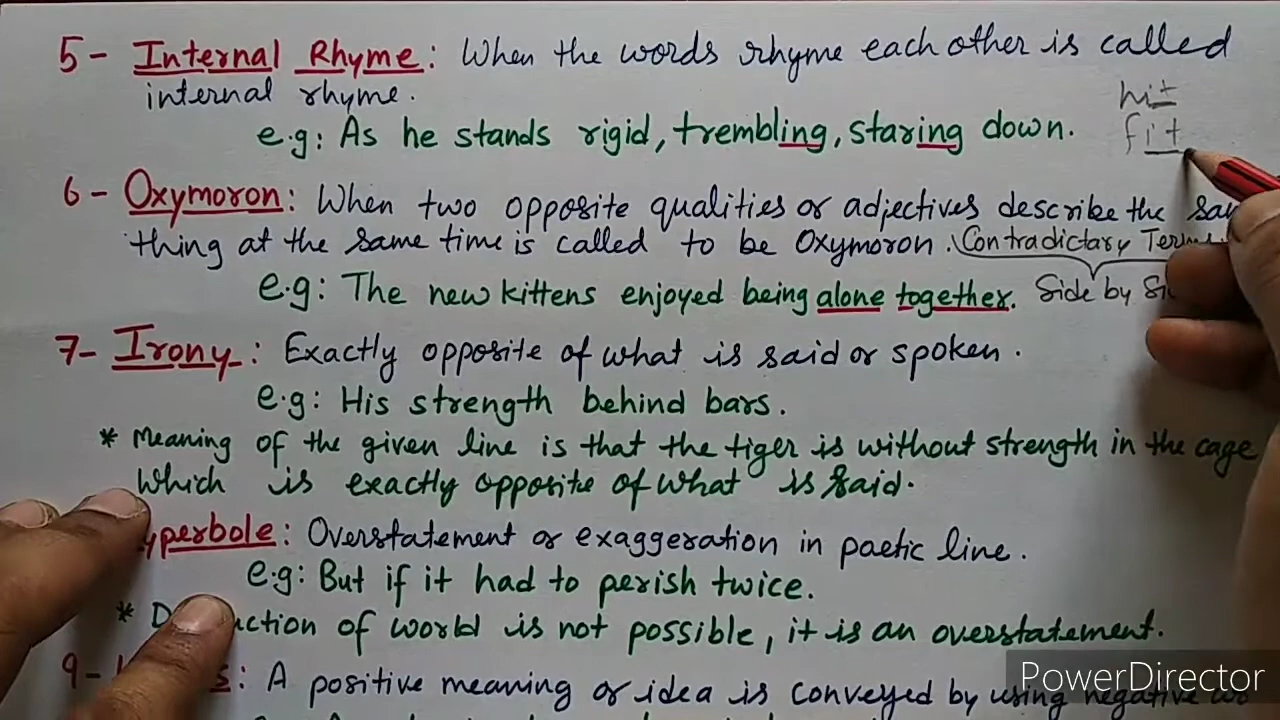 5- Internal Rhyme: When the words rhyme each other is called
internal rhyme.
hit
e.g: As he stands rigid, trembling, staring down.
fit
6- Oxymoron: When two opposite qualities or adjectives describe the
thing at the same time is called to be Oxymoron. (Contradictary
e.g: The new kittens enjoyed being alone together. Side by
7- Irony: Exactly opposite of what is said or spoken.
e.g: His strength behind bars.
* Meaning of the given line is that the tiger is without strength in the cage
which is exactly opposite of what is said.
yperbole: Overstatement or exaggeration in paetic line.
e.g: But if it had to perish twice.
* of world is not possible, it is an overstatement.
9- A positive meaning or idea is conveyed by using negative
PowerDirector